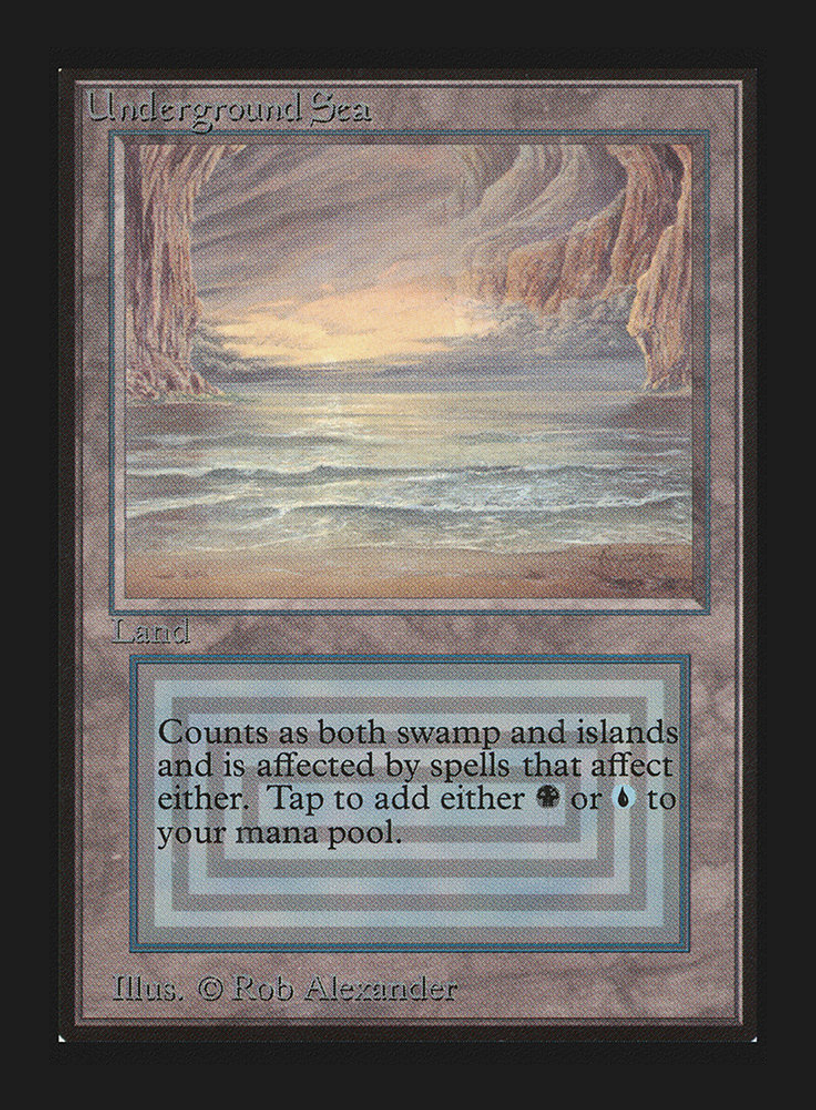 Underground Sea
Land
Counts as both swamp and islands
and is affected by spells that affect
either. Tap to add either or to
your mana pool.
Illus. © Rob Alexander